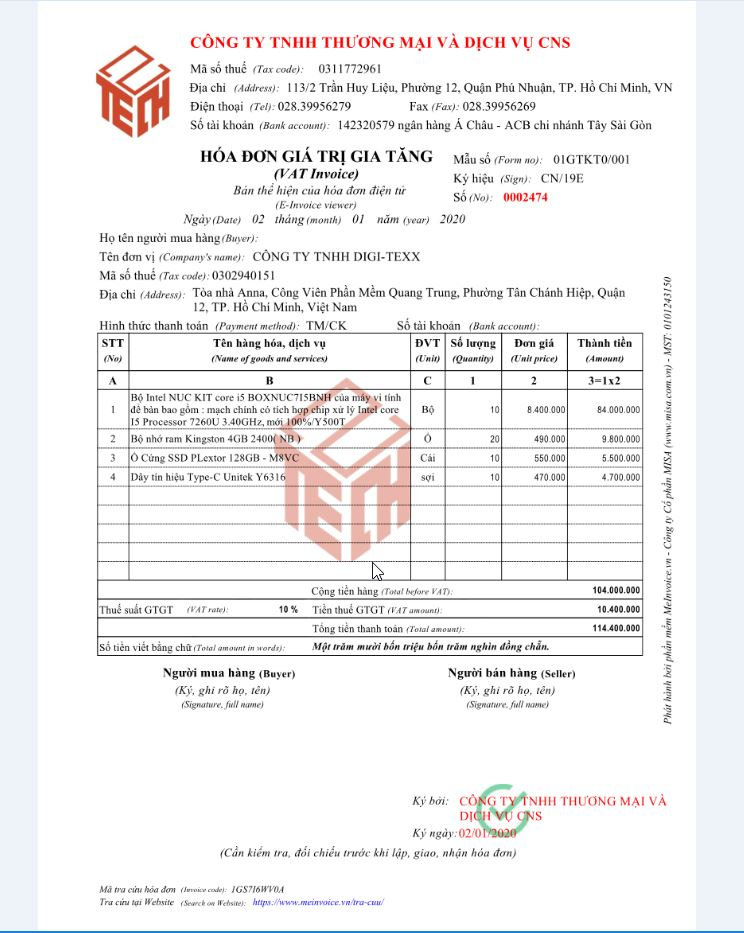 CÔNG TY TNHH THƯƠNG MẠI VÀ DỊCH VỤ CNS
TECH
Mã số thuế (Tax code): 0311772961
Địa chỉ (Address): 113/2 Trần Huy Liệu, Phường 12, Quận Phú Nhuận, TP. Hồ Chí Minh, VN
Điện thoại (Tel): 028.39956279 Fax (Fax): 028.39956269
Số tài khoản (Bank account): 142320579 ngân hàng Á Châu - ACB chi nhánh Tây Sài Gòn
HÓA ĐƠN GIÁ TRỊ GIA TĂNG
(VAT Invoice)
Bản thể hiện của hóa đơn điện tử
(E-Invoice viewer)
Mẫu số (Form no): 01GTKT0/001
Ký hiệu (Sign): CN/19E
Số (No): 0002474
Ngày (Date) 02 tháng (month) 01 năm (year) 2020
Họ tên người mua hàng (Buyer):
Tên đơn vị (Company's name): CÔNG TY TNHH DIGI-TEXX
Mã số thuế (Tax code): 0302940151
Địa chỉ (Address): Tòa nhà Anna, Công Viên Phần Mềm Quang Trung, Phường Tân Chánh Hiệp, Quận
12, TP. Hồ Chí Minh, Việt Nam
Hình thức thanh toán (Payment method): TM/CK Số tài khoản (Bank account):
STT Tên hàng hóa, dịch vụ ĐVT Số lượng Đơn giá Thành tiền
(No) (Name of goods and services) (Unit) (Quantity) (Unit price) (Amount)
A B C 1 2 3=1x2
Bộ Intel NUC KIT core i5 BOXNUC7I5BNH của máy vi tính
1 để bàn bao gồm : mạch chính có tích hợp chip xử lý Intel core Bộ 10 8.400.000 84.000.000
I5 Processor 7260U 3.40GHz, mới 100%/Y500T
2 Bộ nhớ ram Kingston 4GB 2400( NB ) Ổ 20 490.000 9.800.000
3 Ổ Cứng SSD PLextor 128GB - M8VC Cái 10 550.000 5.500.000
4 Dây tín hiệu Type-C Unitek Y6316 sợi 10 470.000 4.700.000
TECH
Cộng tiền hàng (Total before VAT): 104.000.000
Thuế suất GTGT (VAT rate): 10 % Tiền thuế GTGT (VAT amount): 10.400.000
Tổng tiền thanh toán (Total amount): 114.400.000
Số tiền viết bằng chữ (Total amount in words): Một trăm mười bốn triệu bốn trăm nghìn đồng chẵn.
Người mua hàng (Buyer) Người bán hàng (Seller)
(Ký, ghi rõ họ, tên) (Ký, ghi rõ họ, tên)
(Signature, full name) (Signature, full name)
Ký bởi: CÔNG TY TNHH THƯƠNG MẠI VÀ
DỊCH VỤ CNS
Ký ngày: 02/01/2020
(Cần kiểm tra, đối chiếu trước khi lập, giao, nhận hóa đơn)
Mã tra cứu hóa đơn (Invoice code): 1GS7I6WV0A
Tra cứu tại Website (Search on Website): https://www.meinvoice.vn/tra-cuu/
Phát hành bởi phần mềm MeInvoice.vn - Công ty Cổ phần MISA (www.misa.com.vn) - MST: 0101243150